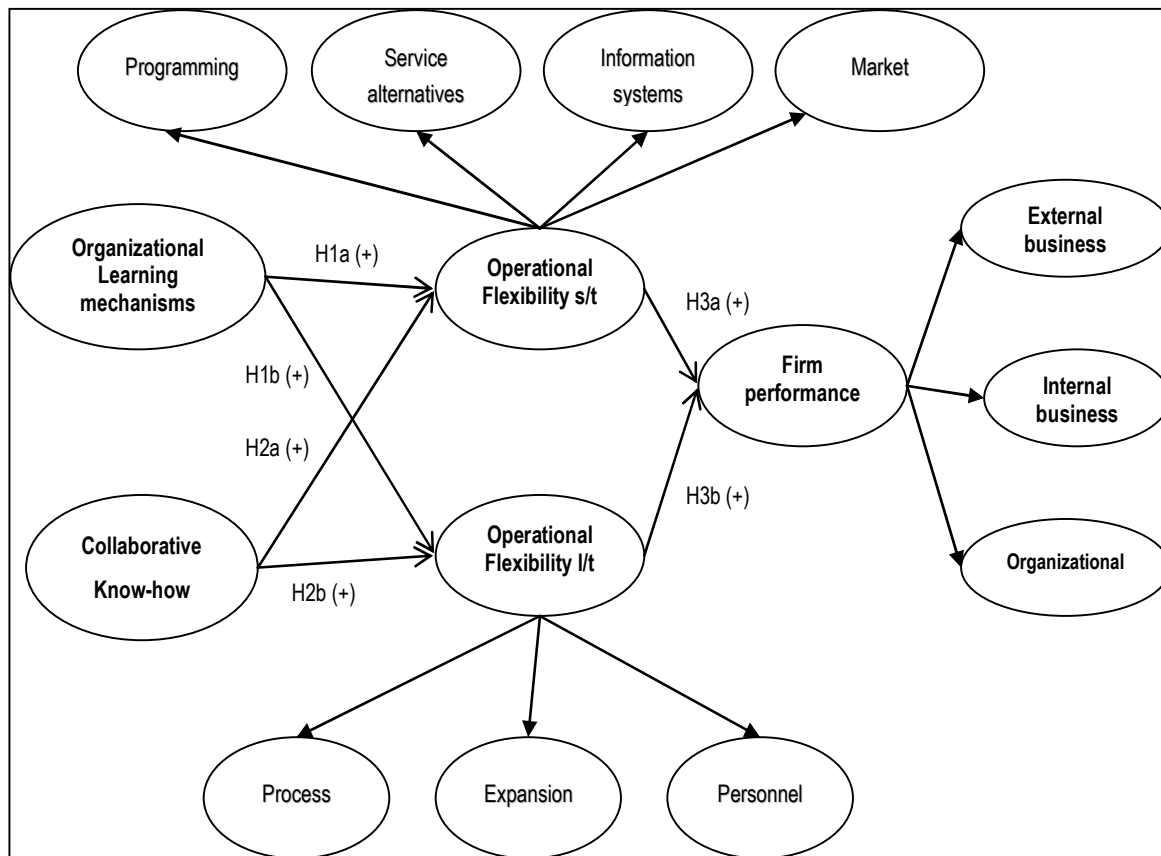 Programming
Service
alternatives
Information
systems
Market
Organizational
Learning
mechanisms
H1a (+)
Operational
Flexibility s/t
External
business
H3a (+)
H1b (+)
Firm
performance
Internal
business
H2a (+)
H3b (+)
Collaborative
Know-how
H2b (+)
Operational
Flexibility l/t
Organizational
Process
Expansion
Personnel